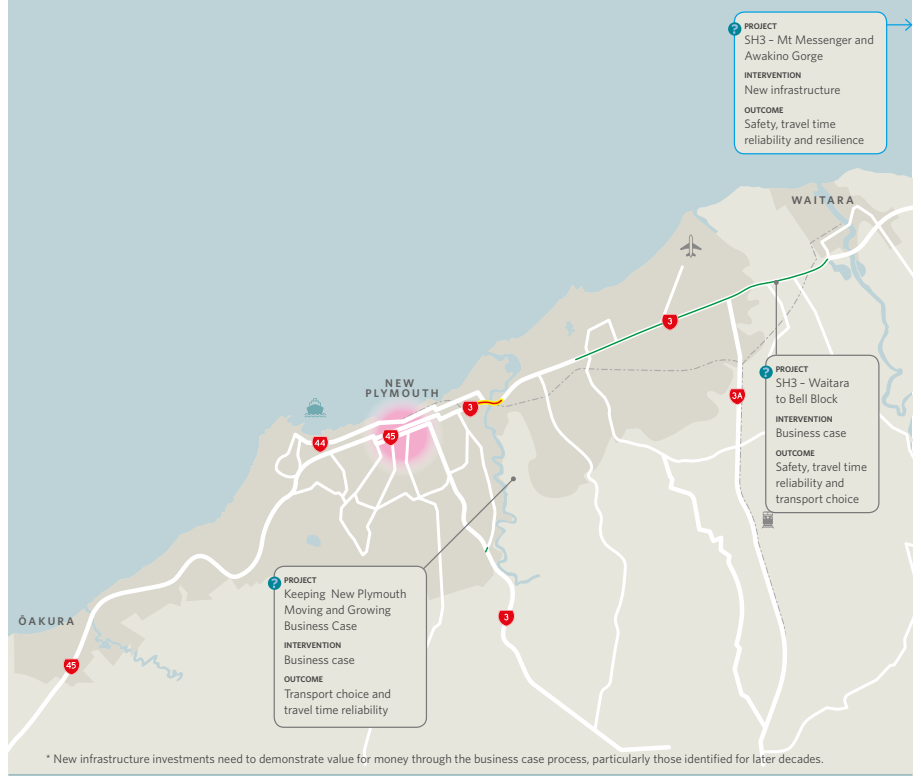 ?
PROJECT
SH3 – Mt Messenger and
Awakino Gorge
INTERVENTION
New infrastructure
OUTCOME
Safety, travel time
reliability and resilience
WAITARA
3
NEW
PLYMOUTH
3
45
44
3A
?
PROJECT
SH3 – Waitara
to Bell Block
INTERVENTION
Business case
OUTCOME
Safety, travel time
reliability and
transport choice
?
PROJECT
Keeping New Plymouth
Moving and Growing
Business Case
INTERVENTION
Business case
OUTCOME
Transport choice and
travel time reliability
3
ŌAKURA
45
* New infrastructure investments need to demonstrate value for money through the business case process, particularly those identified for later decades.